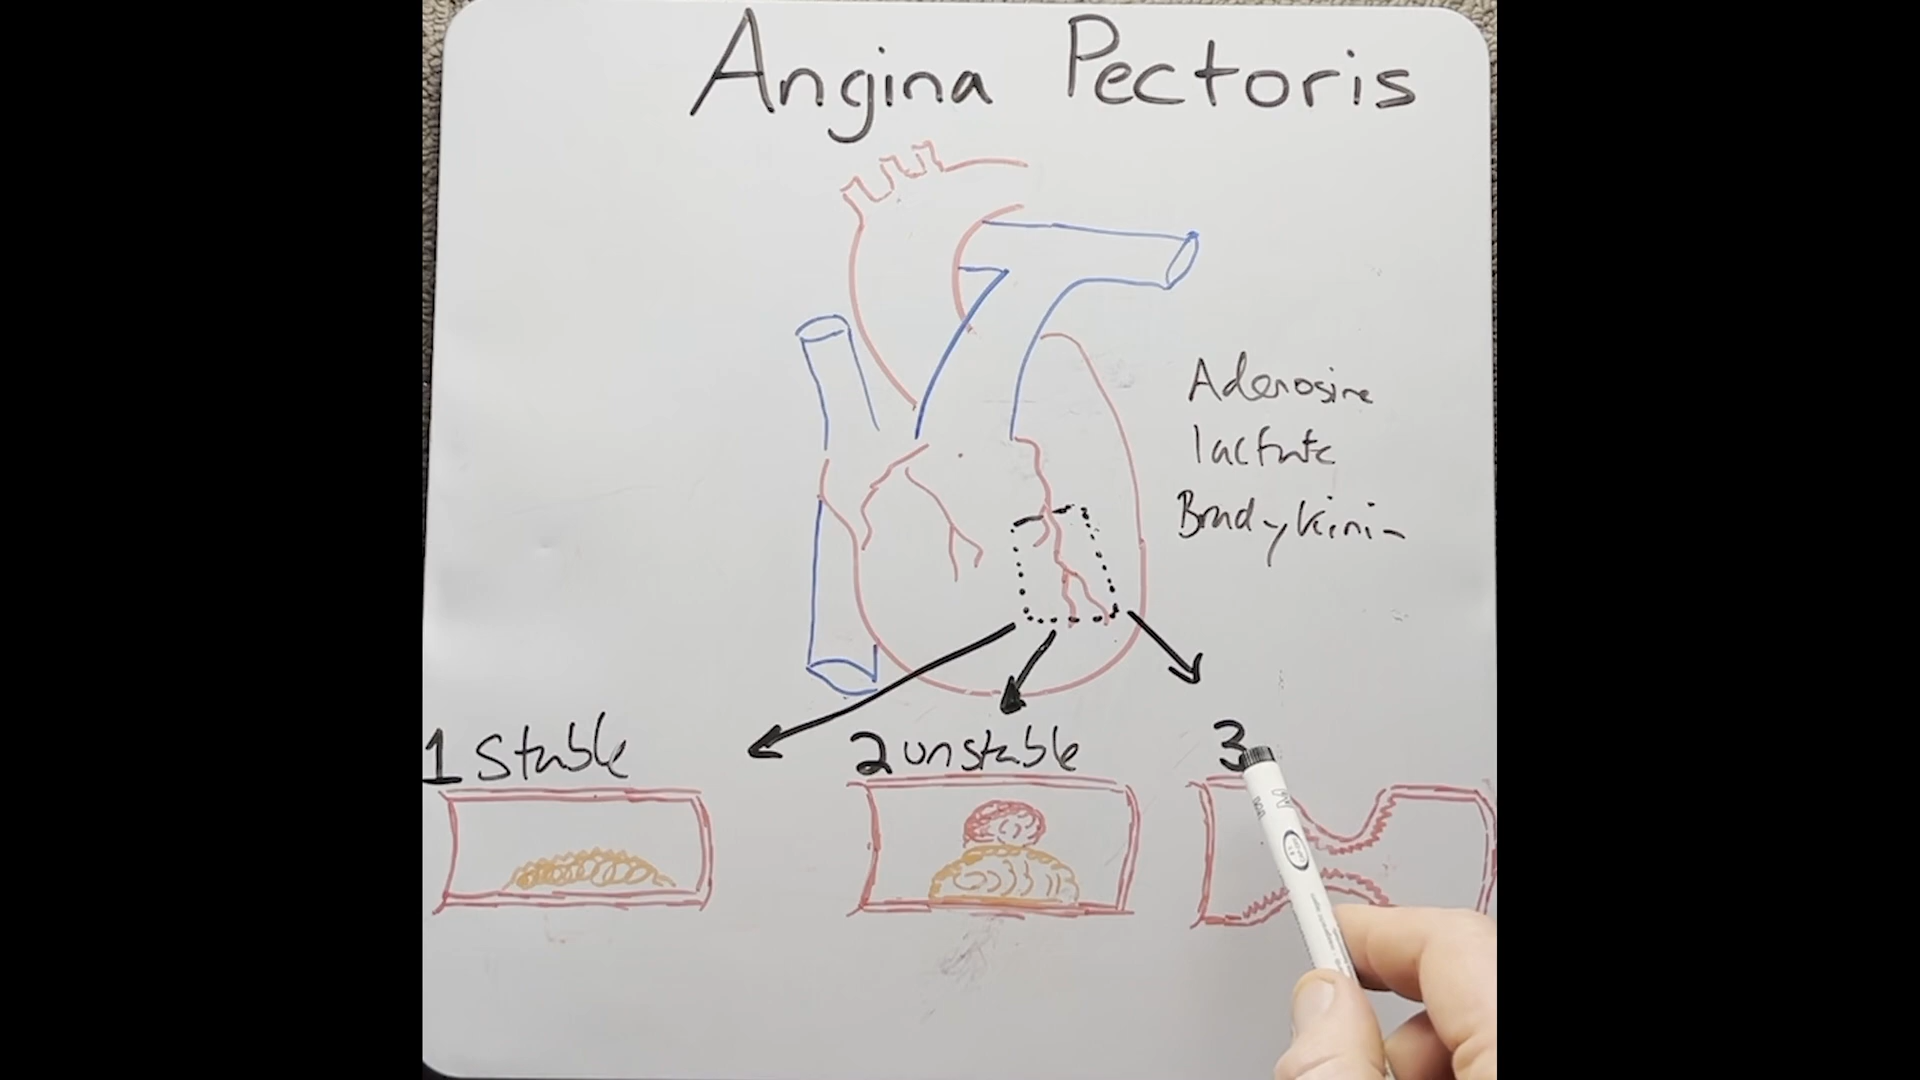 Angina Pectoris
Adenosine
lactate
Bradykinin
1 Stable
2 unstable
3